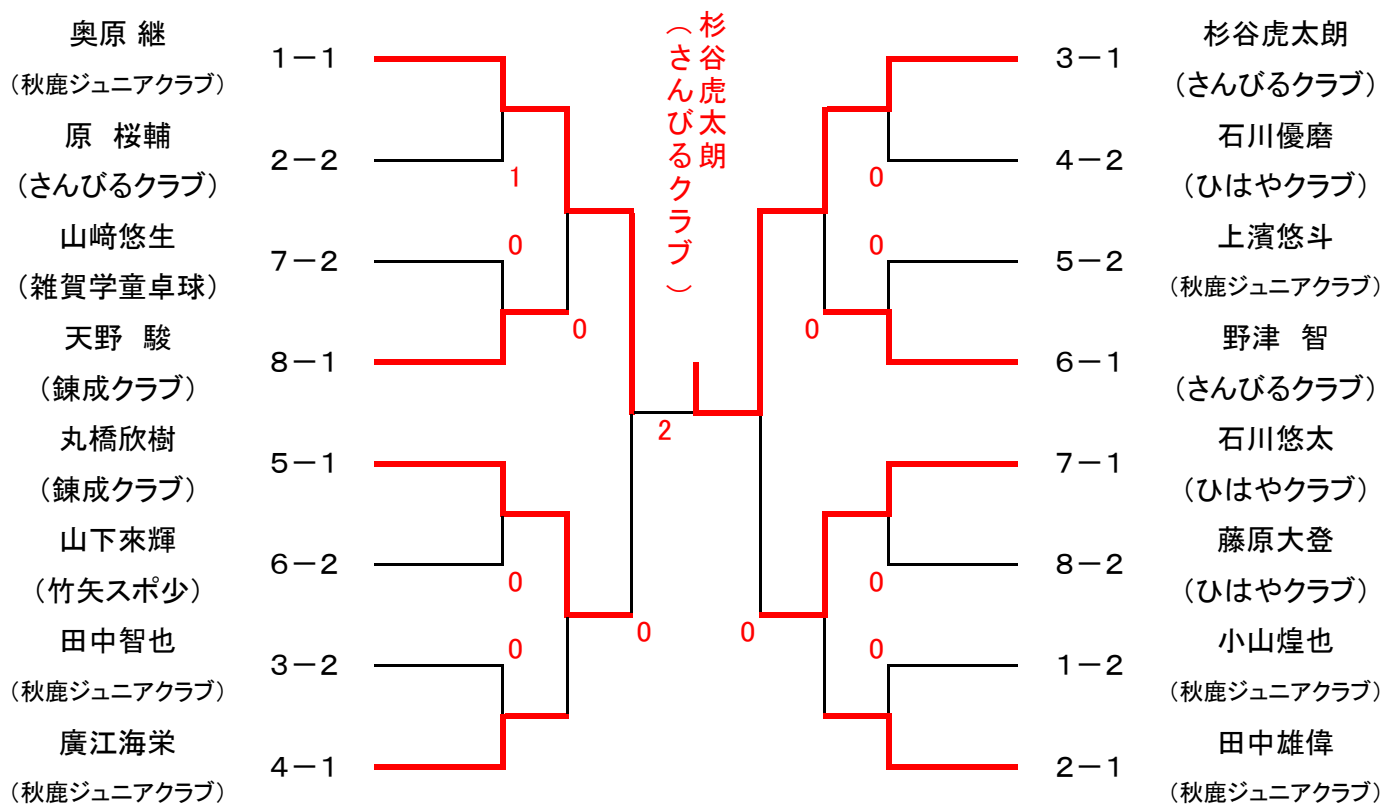 奥原 継
1－1
(秋鹿ジュニアクラブ)
原　桜輔
2－2
(さんびるクラブ)
1
山﨑悠生
7－2
0
(雑賀学童卓球)
天野　駿
8－1
0
(錬成クラブ)
丸橋欣樹
5－1
(錬成クラブ)
山下來輝
6－2
0
(竹矢スポ少)
田中智也
3－2
0
(秋鹿ジュニアクラブ)
0
廣江海栄
4－1
(秋鹿ジュニアクラブ)
杉谷虎太朗
(さんびるクラブ)
2
杉谷虎太朗
3－1
(さんびるクラブ)
石川優磨
4－2
0
(ひはやクラブ)
上濱悠斗
5－2
0
(秋鹿ジュニアクラブ)
野津　智
6－1
0
(さんびるクラブ)
石川悠太
7－1
(ひはやクラブ)
藤原大登
8－2
0
(ひはやクラブ)
小山煌也
1－2
0
(秋鹿ジュニアクラブ)
0
田中雄偉
2－1
(秋鹿ジュニアクラブ)